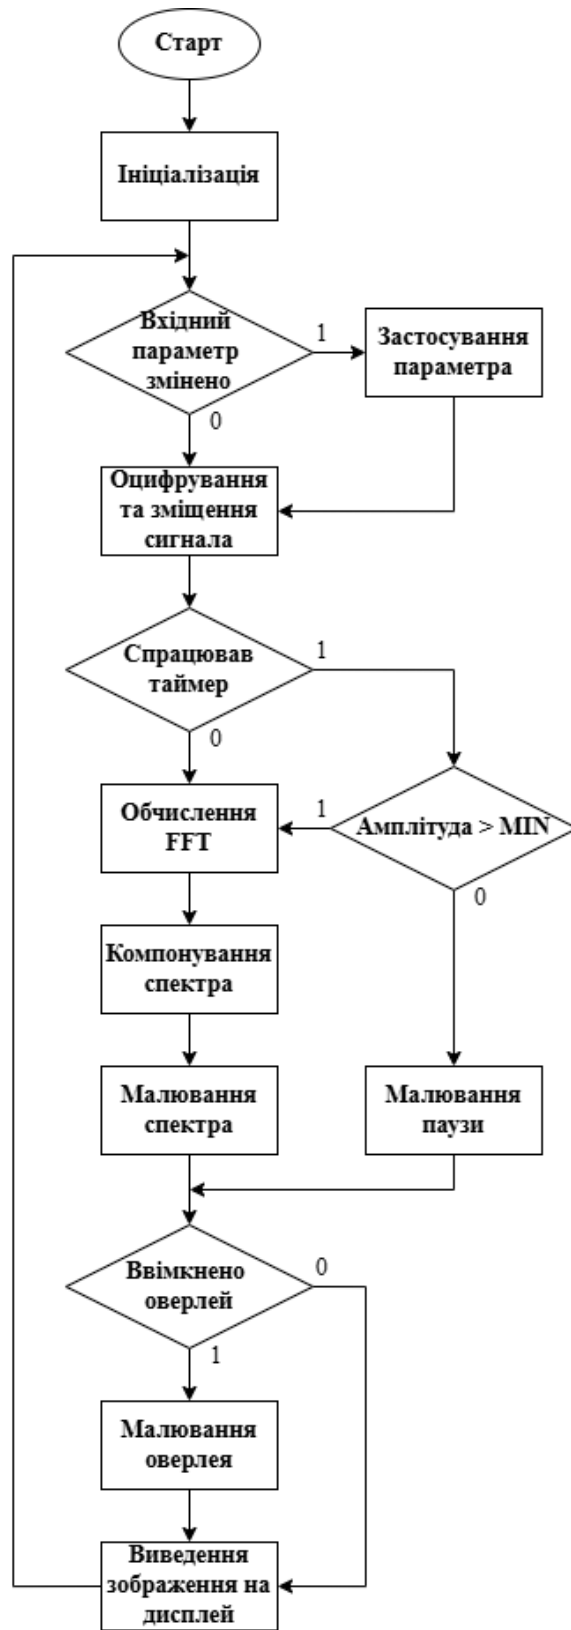 Старт
Ініціалізація
Вхідний
параметр
змінено
1
Застосування
параметра
0
Оцифрування
та зміщення
сигнала
Спрацював
таймер
1
0
Обчислення
FFT
1
Амплітуда > MIN
0
Компонування
спектра
Малювання
спектра
Малювання
паузи
Ввімкнено
оверлей
0
1
Малювання
оверлея
Виведення
зображення на
дисплей